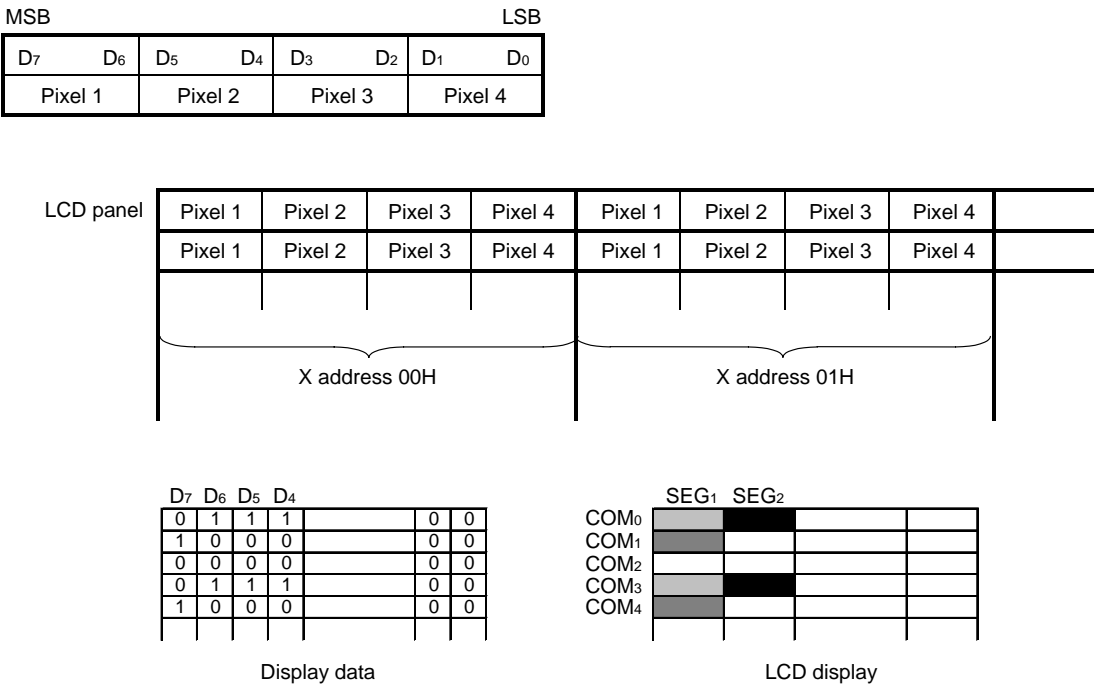 MSB LSB
D7 D6 D5 D4 D3 D2 D1 D0
Pixel 1 Pixel 2 Pixel 3 Pixel 4
LCD panel Pixel 1 Pixel 2 Pixel 3 Pixel 4 Pixel 1 Pixel 2 Pixel 3 Pixel 4
Pixel 1 Pixel 2 Pixel 3 Pixel 4 Pixel 1 Pixel 2 Pixel 3 Pixel 4
X address 00H X address 01H
D7 D6 D5 D4
0 1 1 1 0 0
1 0 0 0 0 0
0 0 0 0 0 0
0 1 1 1 0 0
1 0 0 0 0 0
Display data
SEG1 SEG2
COM0
COM1
COM2
COM3
COM4
LCD display